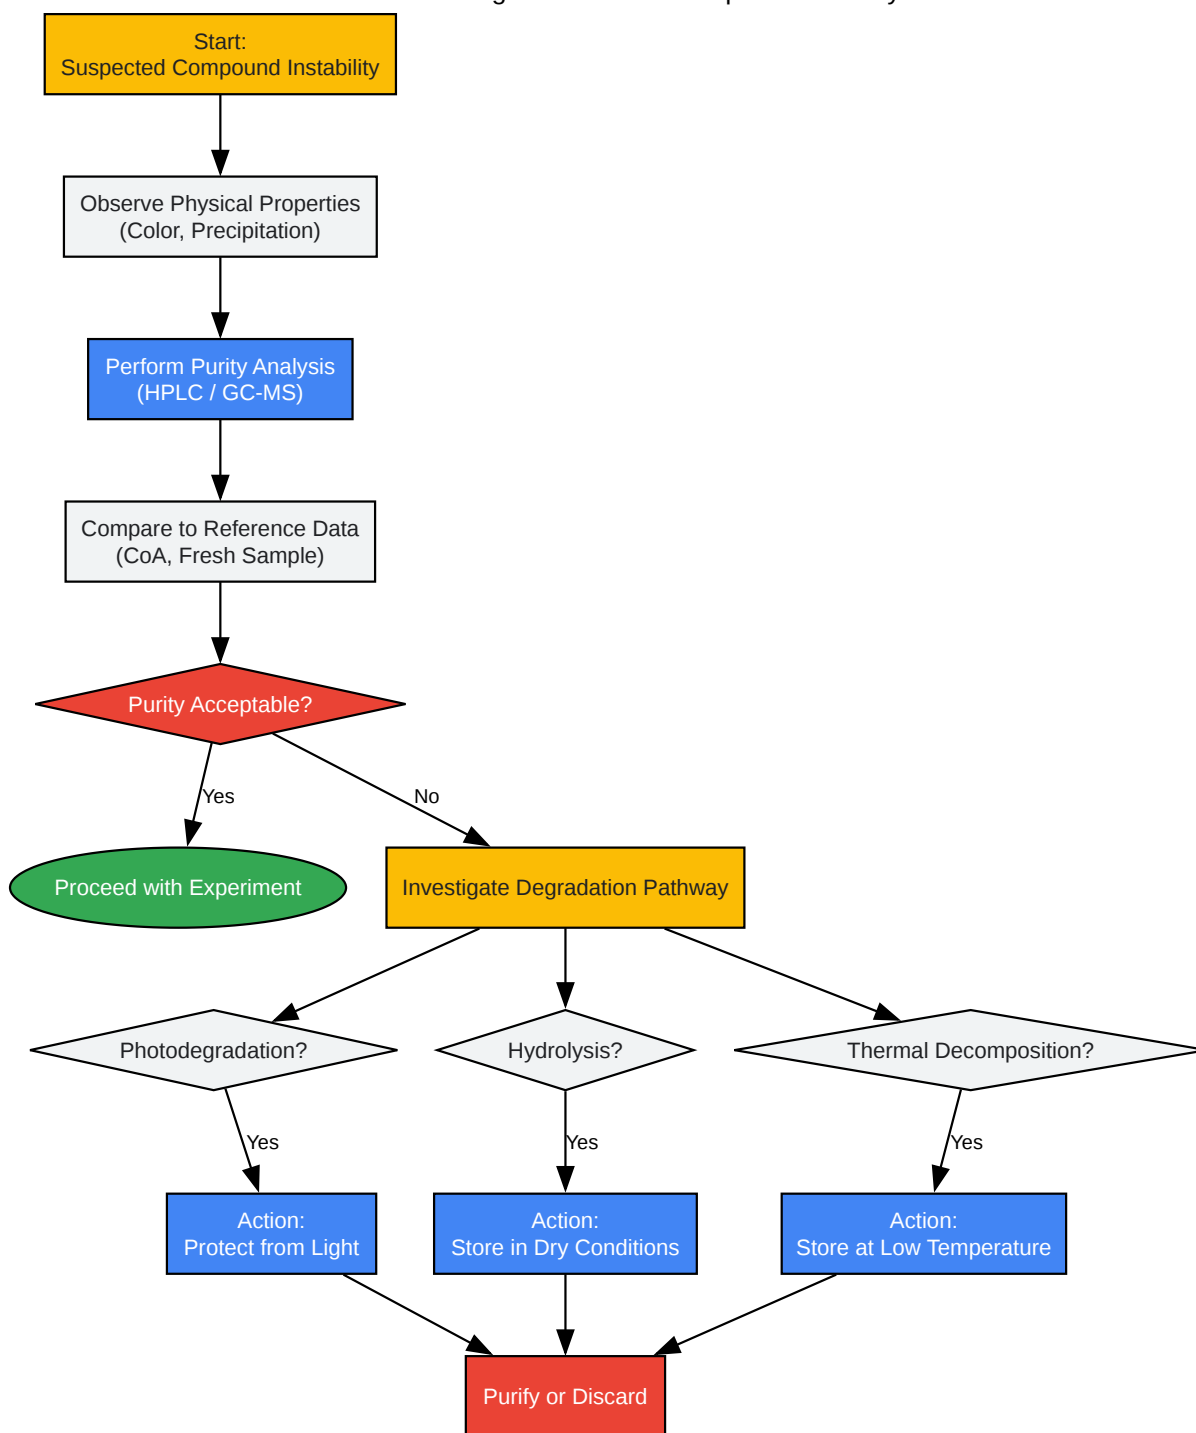 Start:
Suspected Compound Instability
Observe Physical Properties
(Color, Precipitation)
Perform Purity Analysis
(HPLC / GC-MS)
Compare to Reference Data
(CoA, Fresh Sample)
Purity Acceptable?
Yes
No
Proceed with Experiment
Investigate Degradation Pathway
Photodegradation?
Hydrolysis?
Thermal Decomposition?
Yes
Yes
Yes
Action:
Protect from Light
Action:
Store in Dry Conditions
Action:
Store at Low Temperature
Purify or Discard